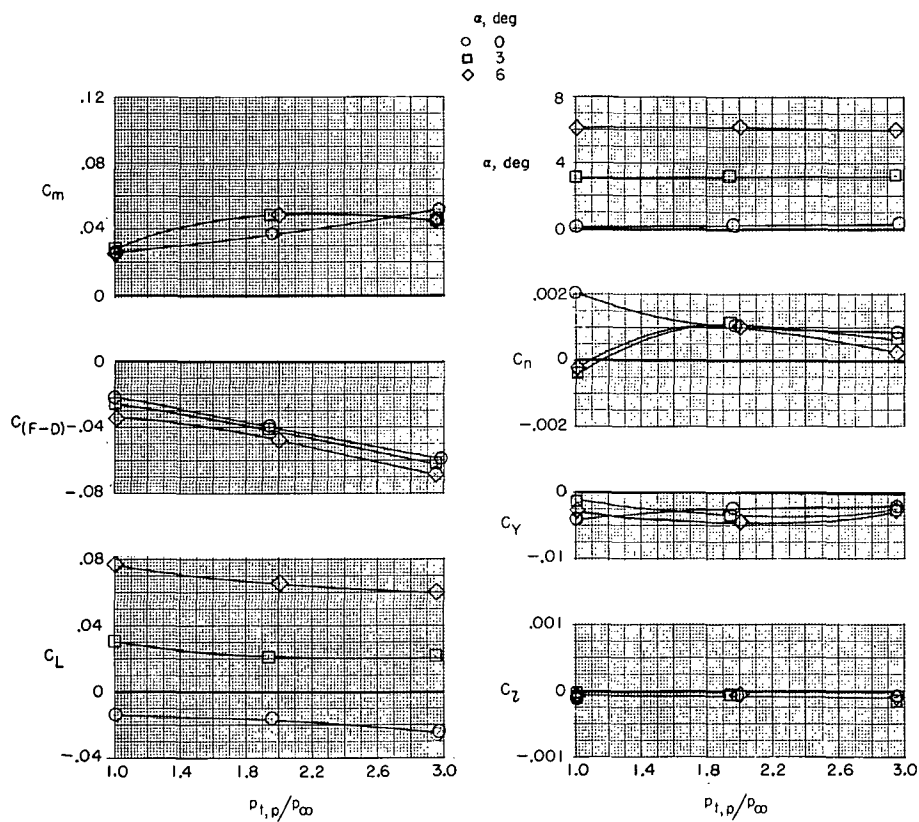 α, deg
○ 0
□ 3
◇ 6
.12
.08
C_m
.04
0
0
C_(F-D) -.04
-.08
.08
.04
C_L
0
-.04
1.0 1.4 1.8 2.2 2.6 3.0
p_t,p/p_∞
8
α, deg 4
0
.002
C_n 0
-.002
0
C_Y
-.01
.001
C_l 0
-.001
1.0 1.4 1.8 2.2 2.6 3.0
p_t,p/p_∞